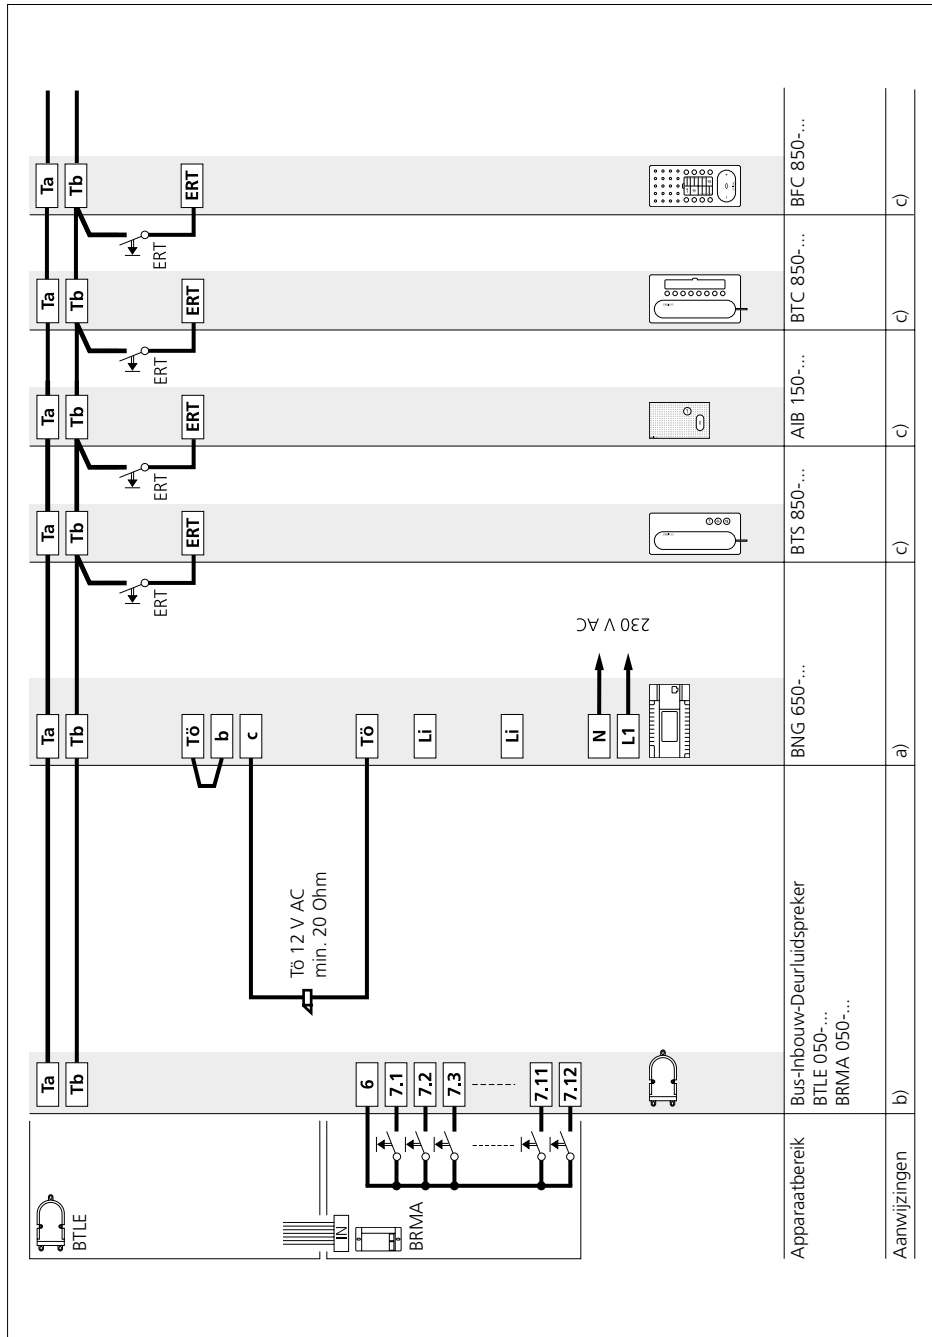 Ta Ta Ta Ta Ta Ta
Tb Tb Tb Tb Tb Tb
ERT ERT ERT ERT
Tö ERT ERT ERT ERT
b
c
Tö 12 V AC
min. 20 Ohm
6 Tö
7.1
7.2 Li
7.3
Li
7.11
7.12
N
L1
230 V AC
BTLE
IN
BRMA
Apparaatbereik
Bus-Inbouw-Deurluidspreker
BTLE 050-...
BRMA 050-...
BNG 650-...
BTS 850-...
AIB 150-...
BTC 850-...
BFC 850-...
Aanwijzingen
b) a) c) c) c) c)